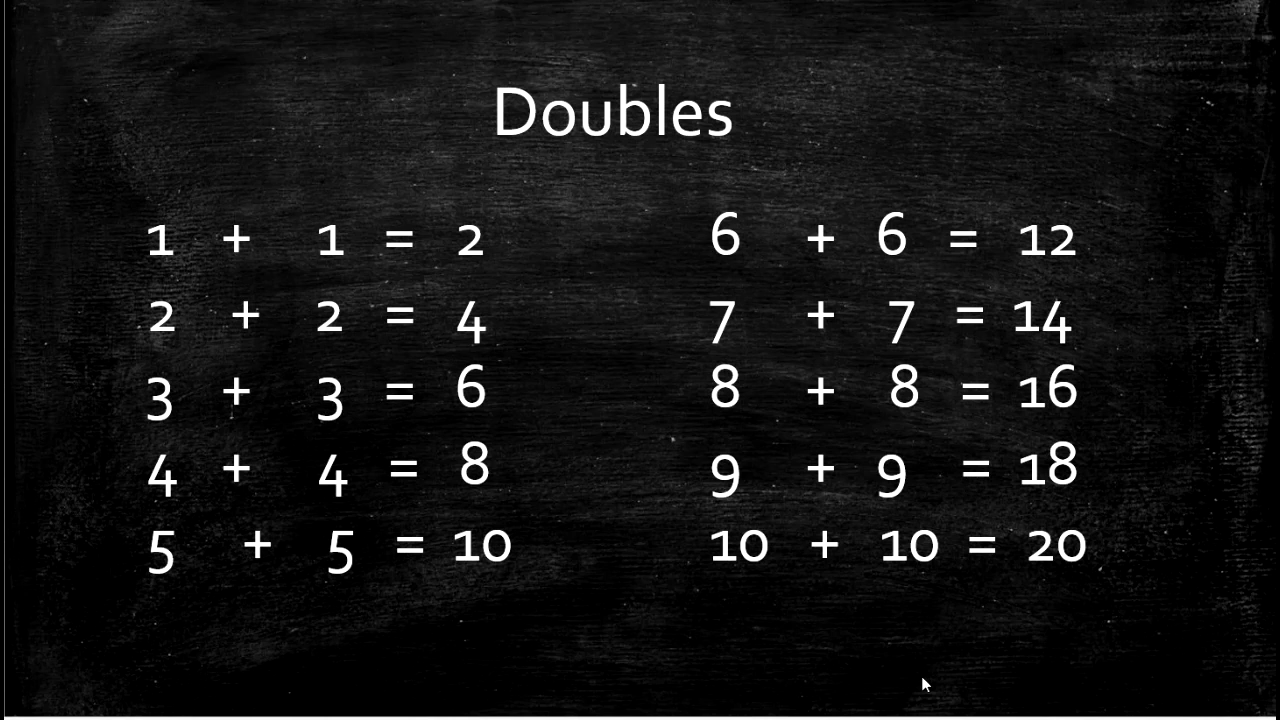 Doubles
1 + 1 = 2
2 + 2 = 4
3 + 3 = 6
4 + 4 = 8
5 + 5 = 10
6 + 6 = 12
7 + 7 = 14
8 + 8 = 16
9 + 9 = 18
10 + 10 = 20